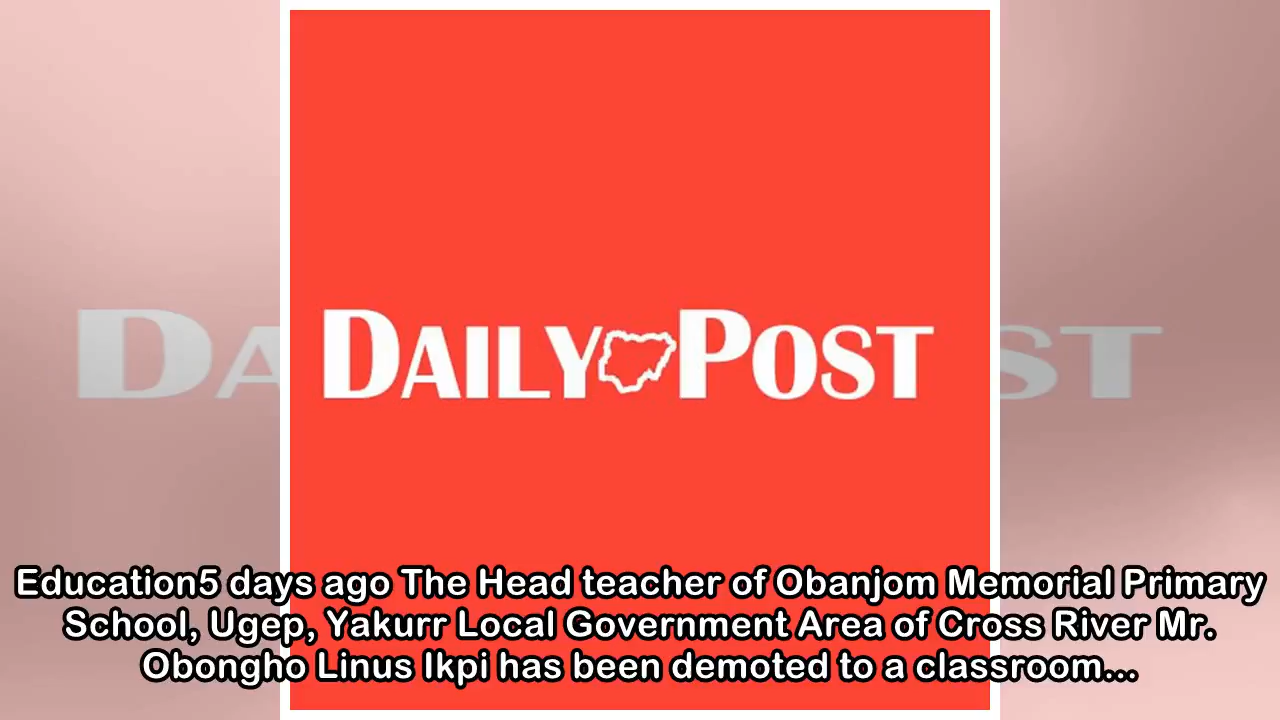 DAILY POST
Education5 days ago The Head teacher of Obanjom Memorial Primary
School, Ugep, Yakurr Local Government Area of Cross River Mr.
Obongho Linus Ikpi has been demoted to a classroom...